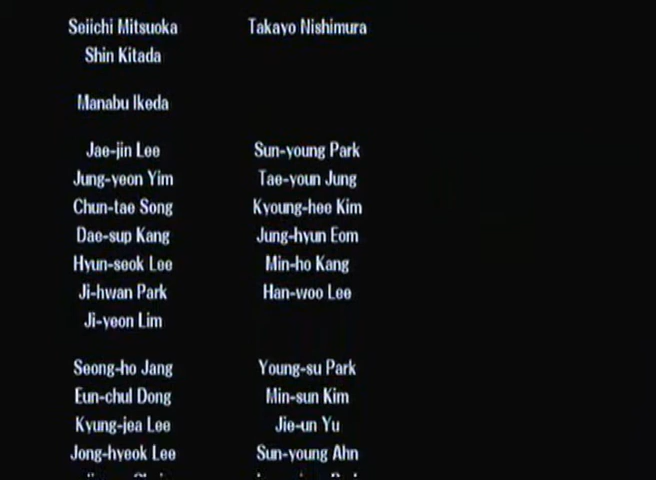 Seiichi Mitsuoka Takayo Nishimura
Shin Kitada
Manabu Ikeda
Jae-jin Lee Sun-young Park
Jung-yeon Yim Tae-youn Jung
Chun-tae Song Kyoung-hee Kim
Dae-sup Kang Jung-hyun Eom
Hyun-seok Lee Min-ho Kang
Ji-hwan Park Han-woo Lee
Ji-yeon Lim
Seong-ho Jang Young-su Park
Eun-chul Dong Min-sun Kim
Kyung-jea Lee Jie-un Yu
Jong-hyeok Lee Sun-young Ahn